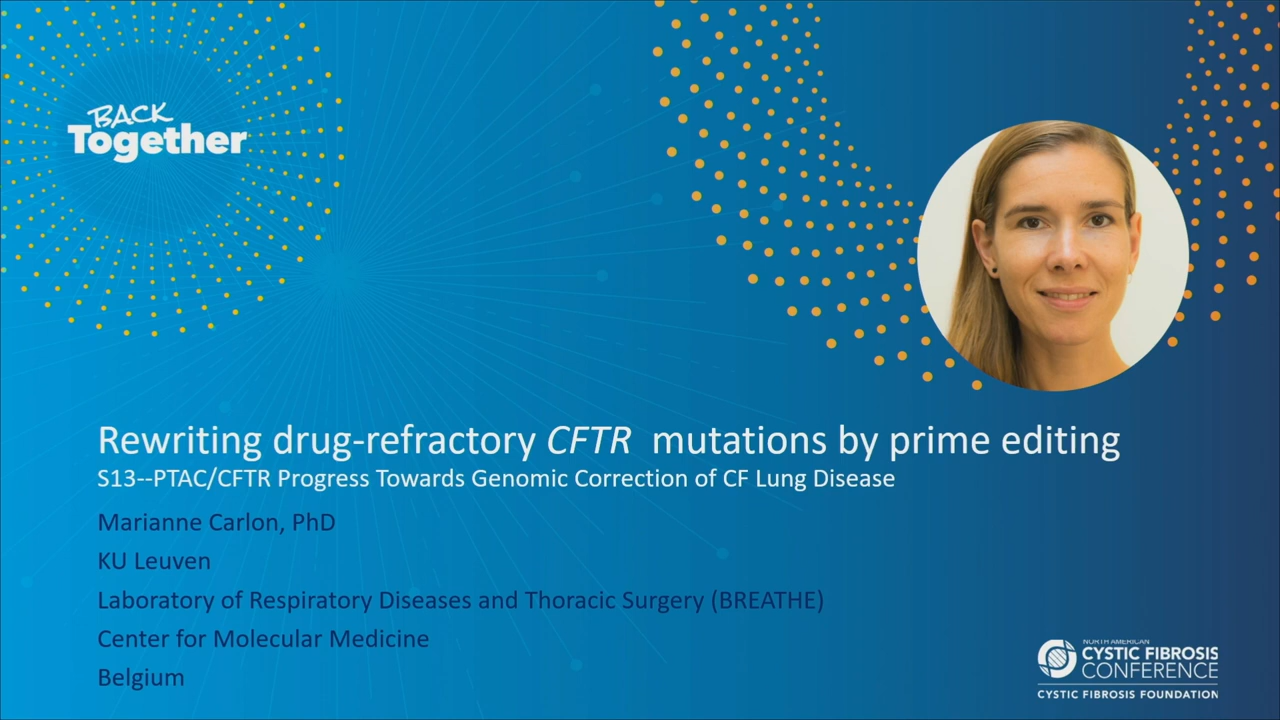 BACK
Together
Rewriting drug-refractory CFTR mutations by prime editing
S13--PTAC/CFTR Progress Towards Genomic Correction of CF Lung Disease
Marianne Carlon, PhD
KU Leuven
Laboratory of Respiratory Diseases and Thoracic Surgery (BREATHE)
Center for Molecular Medicine
Belgium
NORTH AMERICAN
CYSTIC FIBROSIS
CONFERENCE
CYSTIC FIBROSIS FOUNDATION